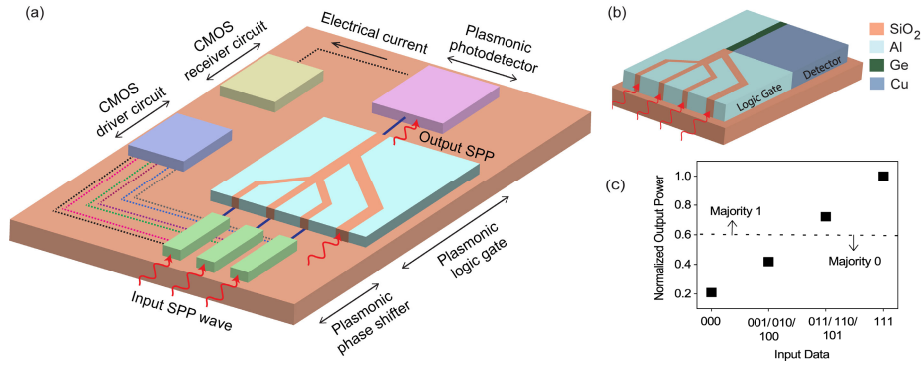 (a)
CMOS
driver circuit
CMOS
receiver circuit
Electrical current
Plasmonic
photodetector
Output SPP
Input SPP wave
Plasmonic
phase shifter
Plasmonic
logic gate
(b)
Logic Gate
Detector
SiO₂
Al
Ge
Cu
(c)
Normalized Output Power
1.0
0.8
0.6
0.4
0.2
Majority 1
Majority 0
000
001/010/
100
011/ 110/
101
111
Input Data